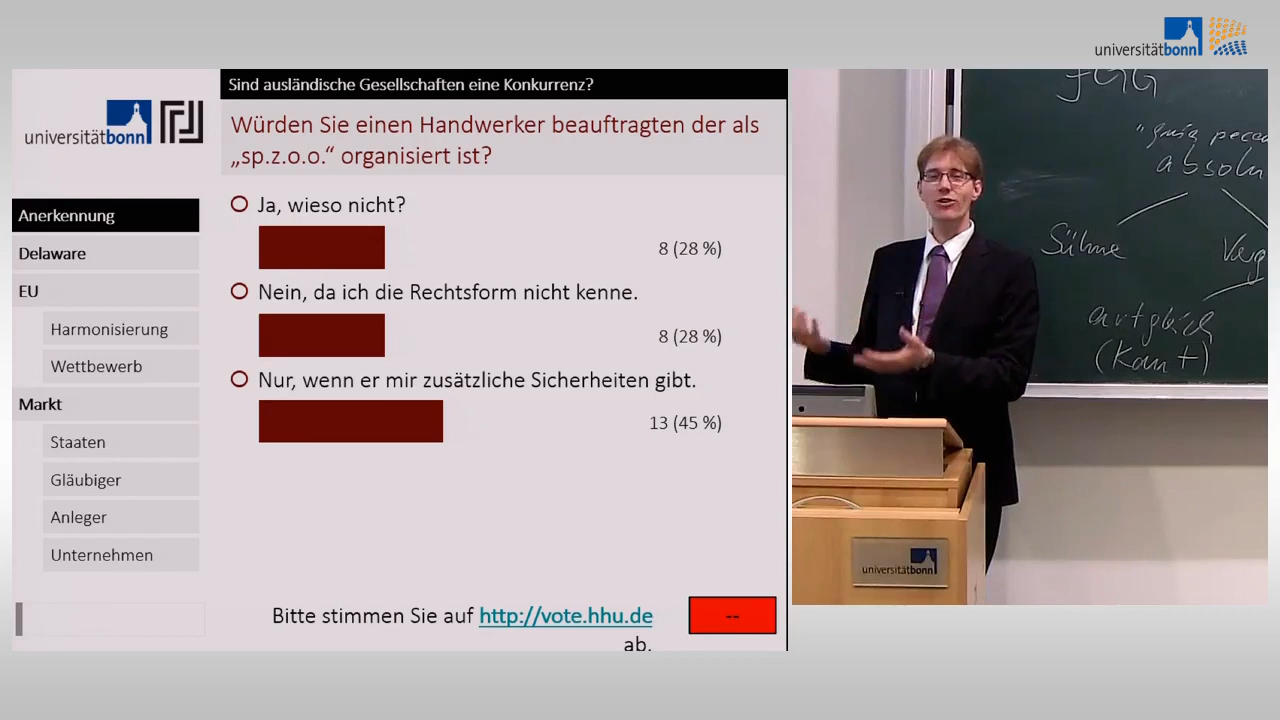 universitätbonn
Sind ausländische Gesellschaften eine Konkurrenz?
universitätbonn
Würden Sie einen Handwerker beauftragten der als
„sp.z.o.o.“ organisiert ist?
Anerkennung
Delaware
EU
Harmonisierung
Wettbewerb
Markt
Staaten
Gläubiger
Anleger
Unternehmen
Ja, wieso nicht?
8 (28 %)
Nein, da ich die Rechtsform nicht kenne.
8 (28 %)
Nur, wenn er mir zusätzliche Sicherheiten gibt.
13 (45 %)
Bitte stimmen Sie auf http://vote.hhu.de
ab.
--
"quia
absolu
Sühne
(Kant)
universitätbonn